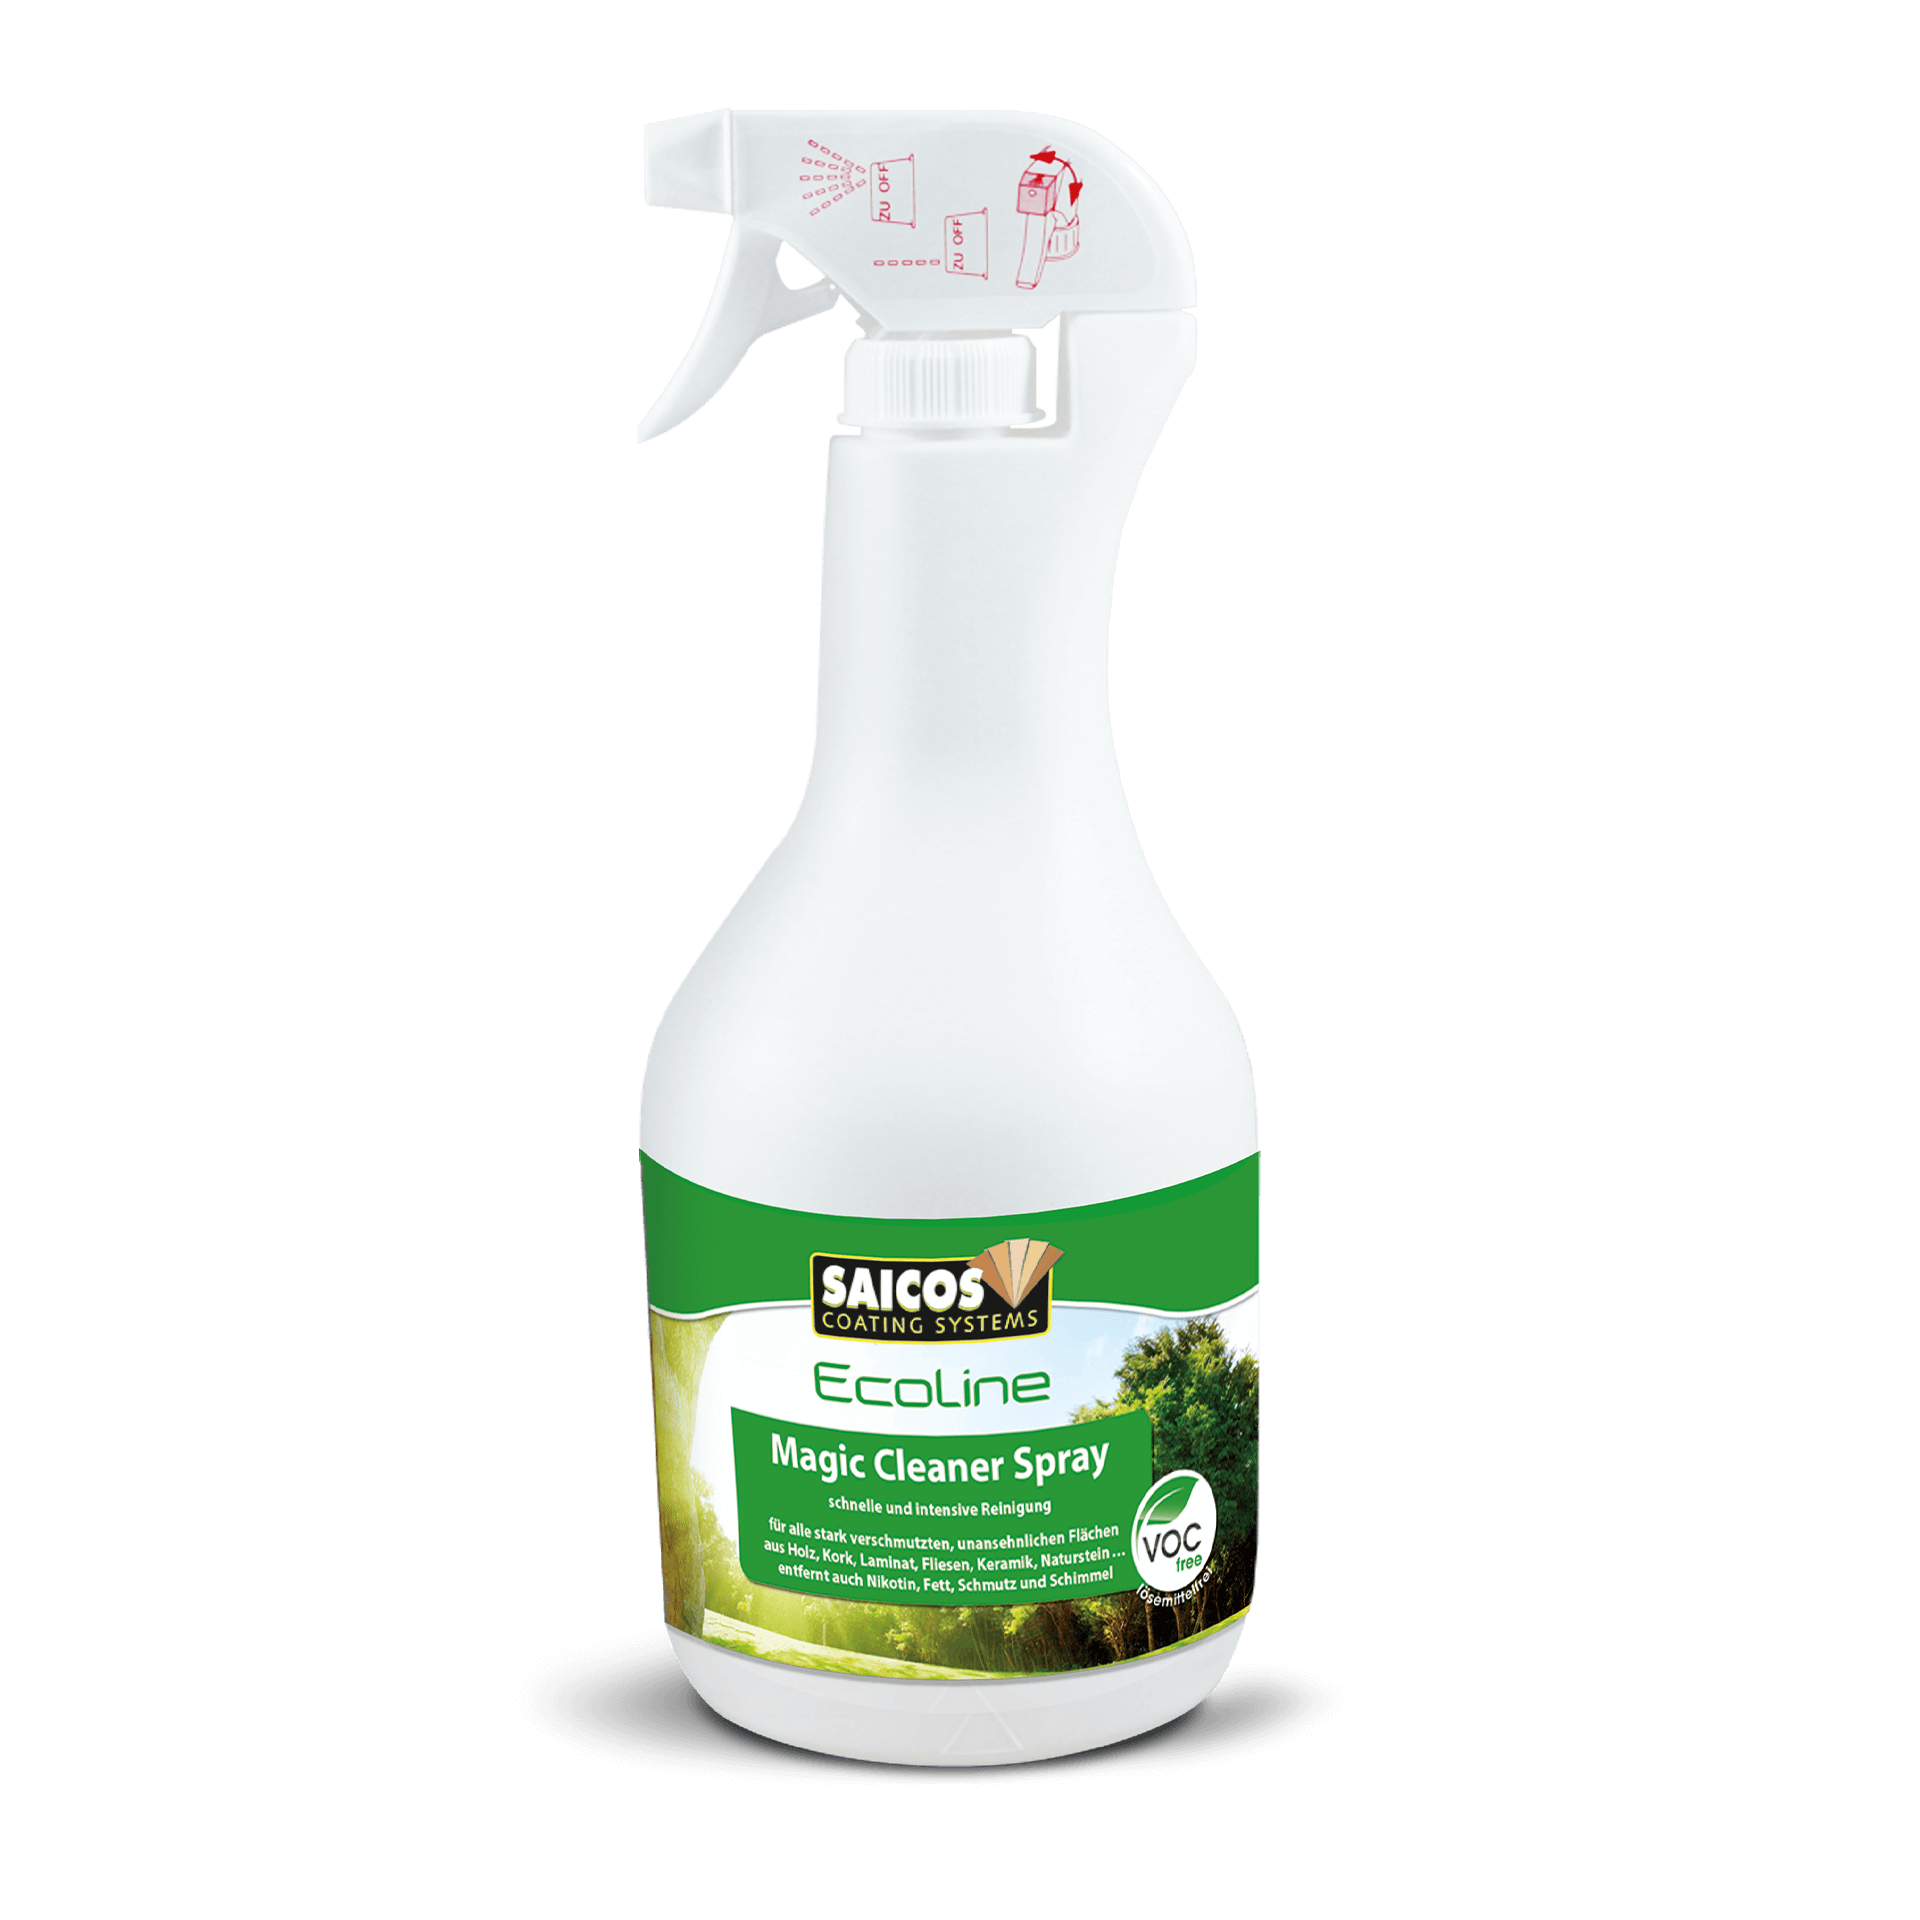 ZU OFF
ZU OFF
SAICOS
COATING SYSTEMS
EcoLine
Magic Cleaner Spray
schnelle und intensive Reinigung
für alle stark verschmutzten, unansehnlichen Flächen
aus Holz, Kork, Laminat, Fliesen, Keramik, Naturstein ...
entfernt auch Nikotin, Fett, Schmutz und Schimmel
VOC
free
lösemittelfrei